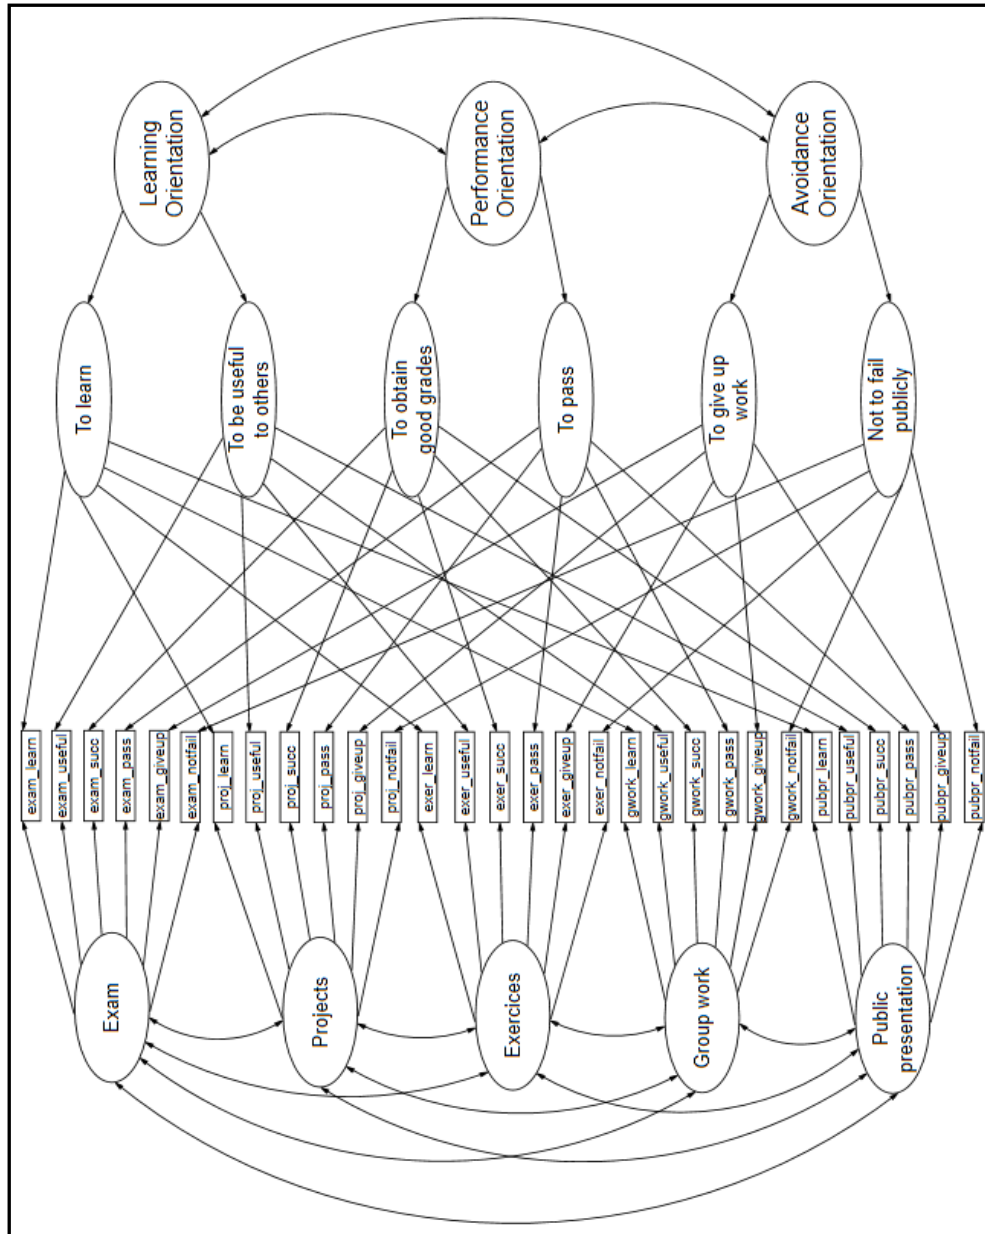 Learning
Orientation
Performance
Orientation
Avoidance
Orientation
To learn
To be useful
to others
To obtain
good grades
To pass
To give up
work
Not to fail
publicly
exam_learn
exam_useful
exam_succ
exam_pass
exam_giveup
exam_notfail
proj_learn
proj_useful
proj_succ
proj_pass
proj_giveup
proj_notfail
exer_learn
exer_useful
exer_succ
exer_pass
exer_giveup
exer_notfail
gwork_learn
gwork_useful
gwork_succ
gwork_pass
gwork_giveup
gwork_notfail
pubpr_learn
pubpr_useful
pubpr_succ
pubpr_pass
pubpr_giveup
pubpr_notfail
Exam
Projects
Exercices
Group work
Public
presentation